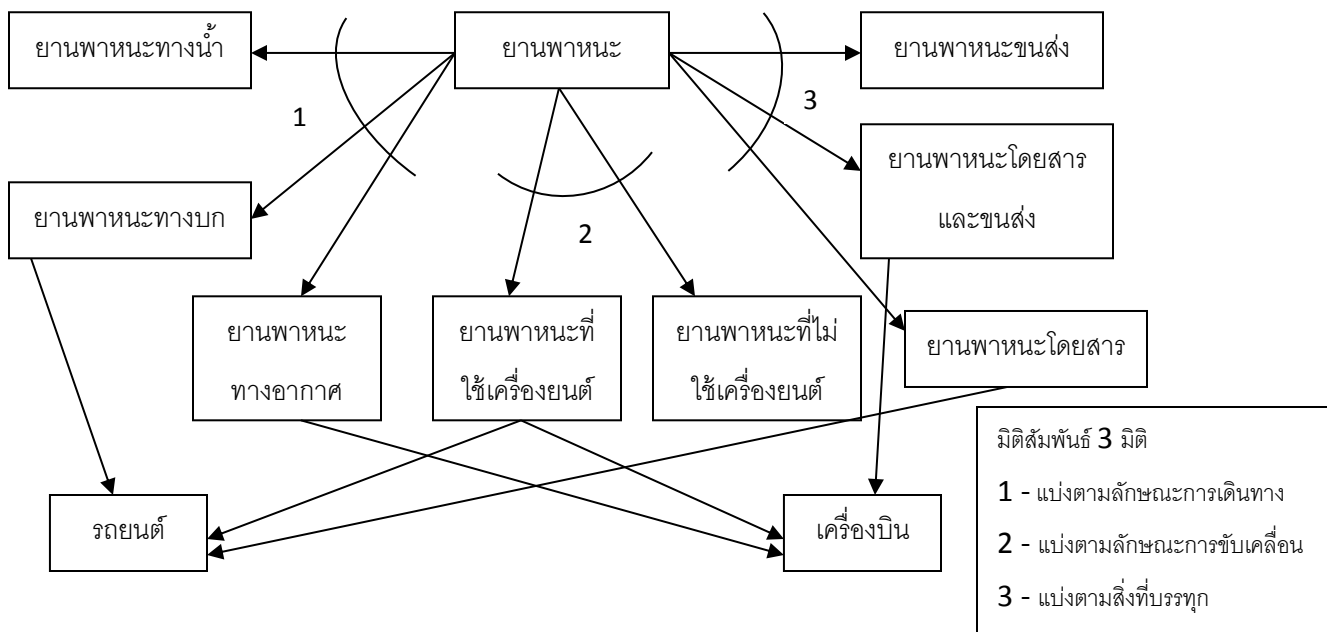 ยานพาหนะทางน้ำ
ยานพาหนะ
ยานพาหนะขนส่ง
1
3
ยานพาหนะโดยสาร
และขนส่ง
ยานพาหนะทางบก
2
ยานพาหนะ
ทางอากาศ
ยานพาหนะที่
ใช้เครื่องยนต์
ยานพาหนะที่ไม่
ใช้เครื่องยนต์
ยานพาหนะโดยสาร
รถยนต์
เครื่องบิน
มิติสัมพันธ์ 3 มิติ
1 - แบ่งตามลักษณะการเดินทาง
2 - แบ่งตามลักษณะการขับเคลื่อน
3 - แบ่งตามสิ่งที่บรรทุก